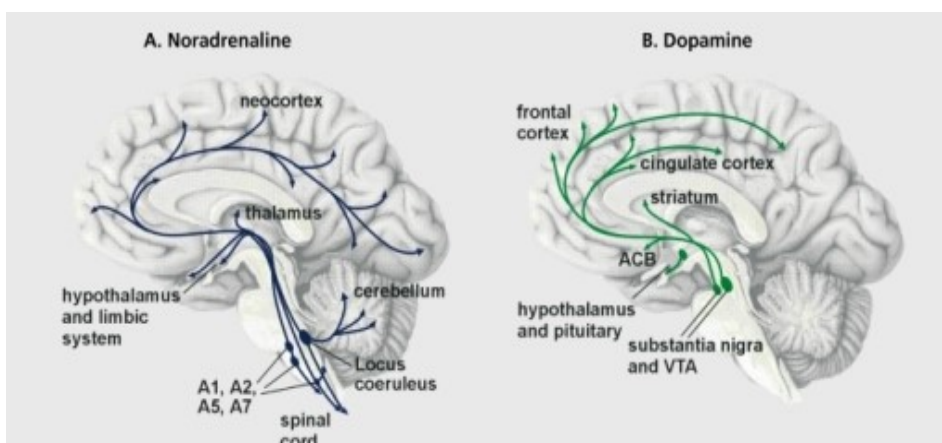 A. Noradrenaline
neocortex
thalamus
hypothalamus
and limbic
system
cerebellum
Locus
coeruleus
A1, A2,
A5, A7
spinal
cord
B. Dopamine
frontal
cortex
cingulate cortex
striatum
ACB
hypothalamus
and pituitary
substantia nigra
and VTA